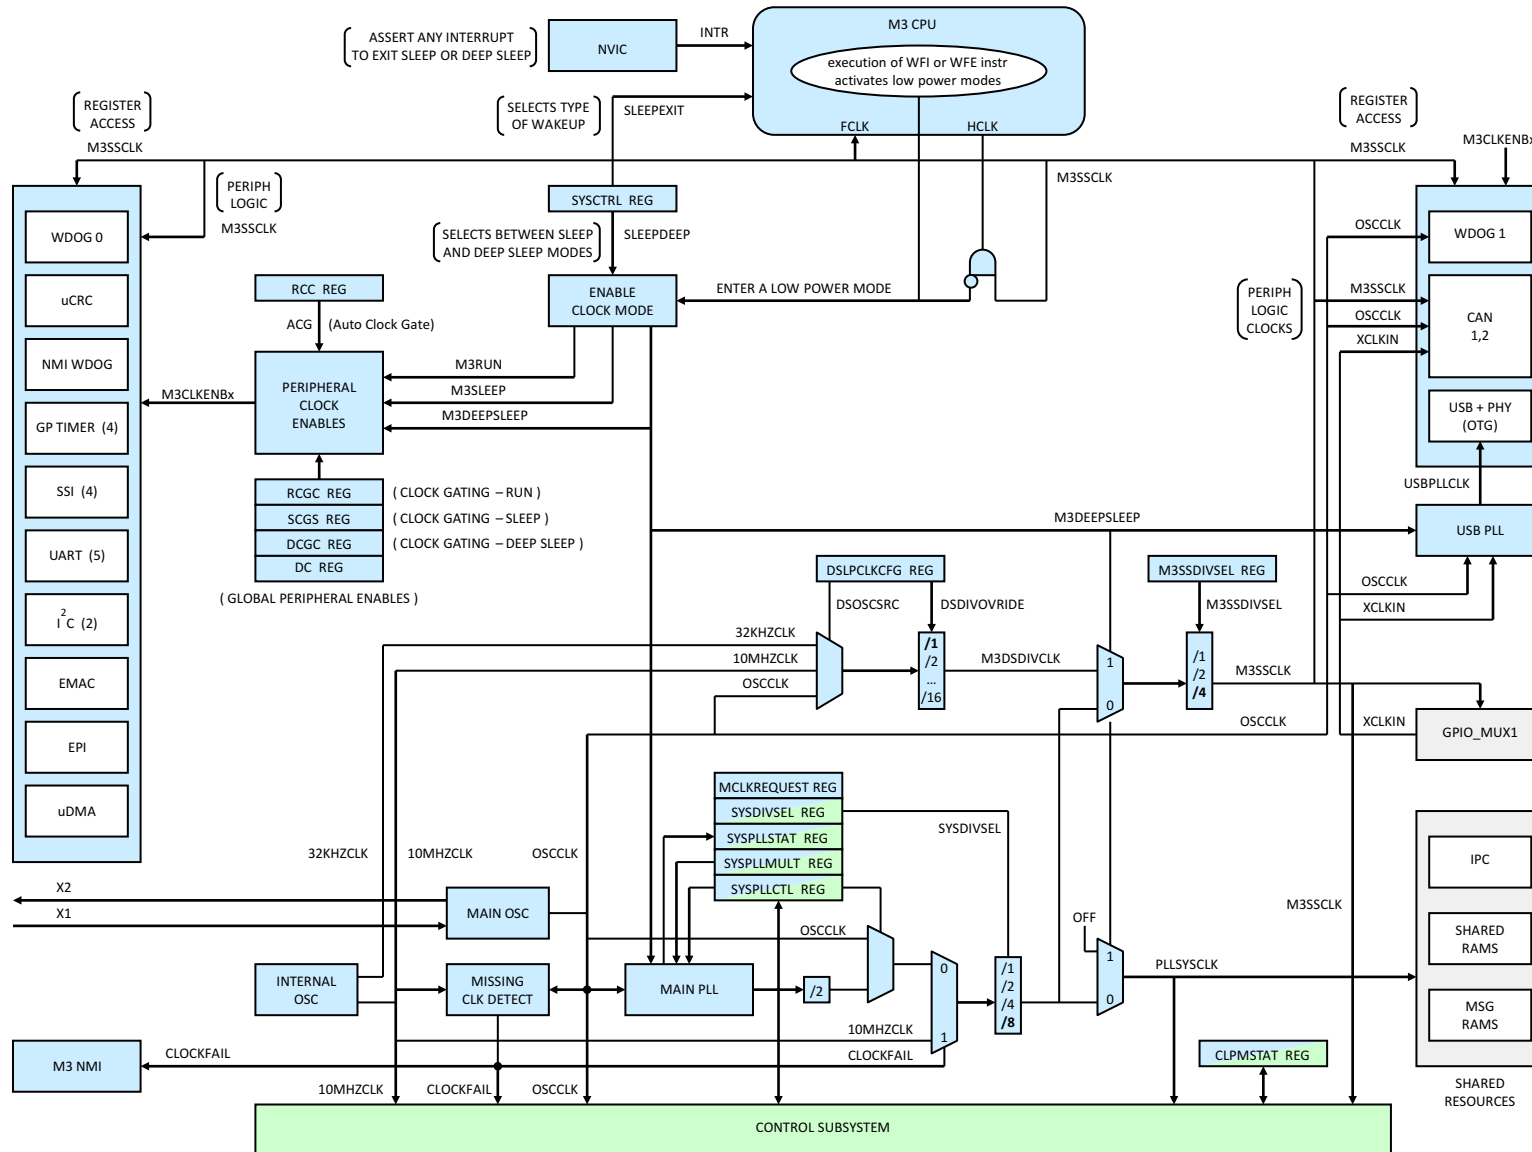 M3 CPU
INTR
ASSERT ANY INTERRUPT
TO EXIT SLEEP OR DEEP SLEEP
NVIC
execution of WFI or WFE instr
activates low power modes
REGISTER
ACCESS
SELECTS TYPE
OF WAKEUP
SLEEPEXIT
FCLK
HCLK
REGISTER
ACCESS
M3SSCLK
M3SSCLK
M3CLKENBx
PERIPH
LOGIC
M3SSCLK
M3SSCLK
SYSCTRL REG
WDOG 0
SELECTS BETWEEN SLEEP
AND DEEP SLEEP MODES
SLEEPDEEP
OSCCLK
WDOG 1
RCC REG
ENABLE
CLOCK MODE
ENTER A LOW POWER MODE
PERIPH
LOGIC
CLOCKS
M3SSCLK
OSCCLK
XCLKIN
CAN
1,2
uCRC
ACG
(Auto Clock Gate)
NMI WDOG
M3RUN
M3SLEEP
M3DEEPSLEEP
PERIPHERAL
CLOCK
ENABLES
M3CLKENBx
USB + PHY
(OTG)
GP TIMER (4)
USBPLLCLK
SSI (4)
RCGC REG
( CLOCK GATING – RUN )
SCGS REG
( CLOCK GATING – SLEEP )
DCGC REG
( CLOCK GATING – DEEP SLEEP )
DC REG
( GLOBAL PERIPHERAL ENABLES )
M3DEEPSLEEP
USB PLL
UART (5)
DSLPCLKCFG REG
M3SSDIVSEL REG
OSCCLK
XCLKIN
DSOSCSRC
DSDIVOVRIDE
M3SSDIVSEL
I2C (2)
32KHZCLK
10MHZCLK
OSCCLK
/1
/2
...
/16
M3DSDIVCLK
1
0
/1
/2
/4
M3SSCLK
EMAC
OSCCLK
XCLKIN
GPIO_MUX1
EPI
MCLKREQUEST REG
SYSDIVSEL REG
SYSPLLSTAT REG
SYSPLLMULT REG
SYSPLLCTL REG
SYSDIVSEL
uDMA
32KHZCLK
10MHZCLK
OSCCLK
IPC
X2
X1
MAIN OSC
OSCCLK
OFF
M3SSCLK
SHARED
RAMS
INTERNAL
OSC
MISSING
CLK DETECT
MAIN PLL
/2
0
1
/1
/2
/4
/8
1
0
PLLSYSCLK
MSG
RAMS
10MHZCLK
CLOCKFAIL
M3 NMI
CLOCKFAIL
CLPMSTAT REG
10MHZCLK
CLOCKFAIL
OSCCLK
SHARED
RESOURCES
CONTROL SUBSYSTEM